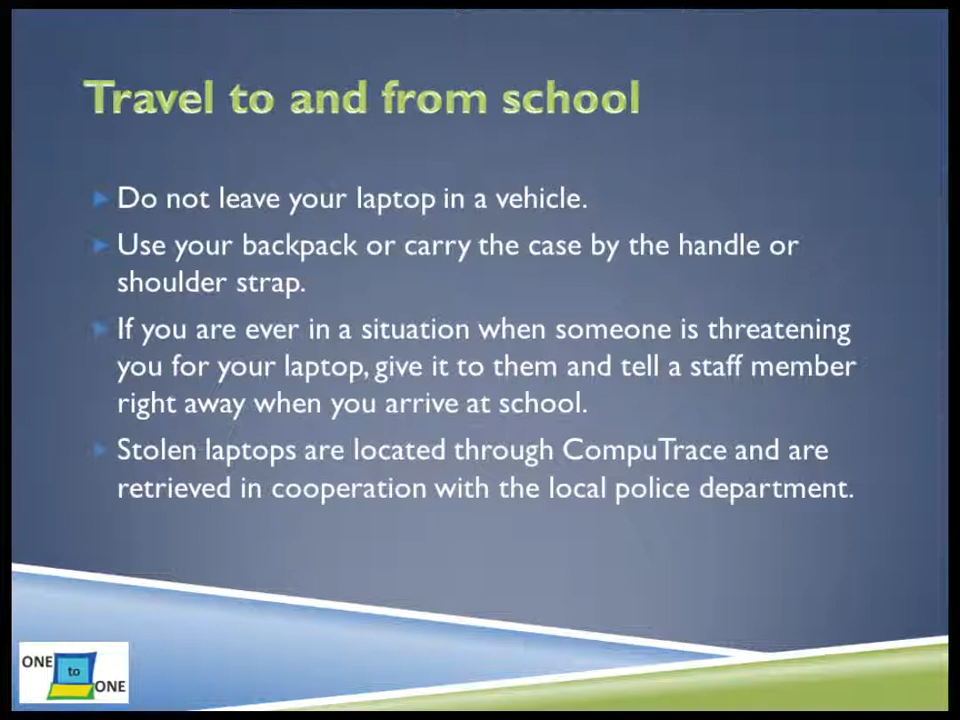 Travel to and from school
Do not leave your laptop in a vehicle.
Use your backpack or carry the case by the handle or
shoulder strap.
If you are ever in a situation when someone is threatening
you for your laptop, give it to them and tell a staff member
right away when you arrive at school.
Stolen laptops are located through CompuTrace and are
retrieved in cooperation with the local police department.
ONE
to
ONE